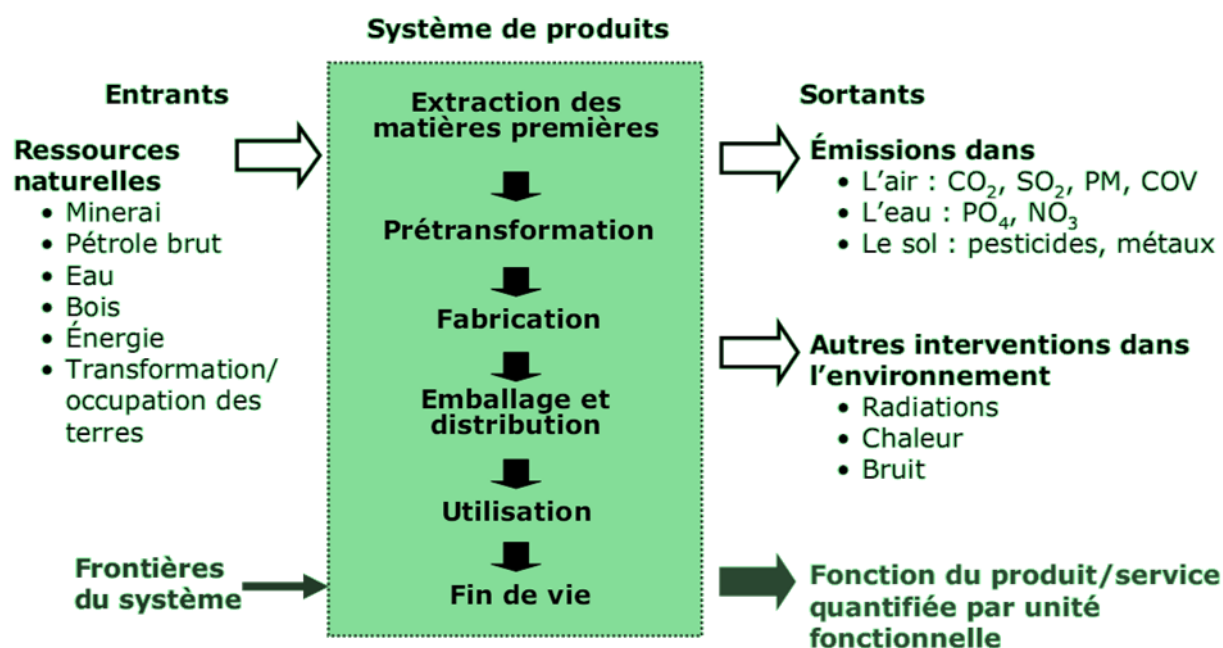 Système de produits
Entrants
Ressources
naturelles
• Minerai
• Pétrole brut
• Eau
• Bois
• Énergie
• Transformation/
occupation des
terres
Frontières
du système
Extraction des
matières premières
Prétransformation
Fabrication
Emballage et
distribution
Utilisation
Fin de vie
Sortants
Émissions dans
• L'air : CO₂, SO₂, PM, COV
• L'eau : PO₄, NO₃
• Le sol : pesticides, métaux
Autres interventions dans
l'environnement
• Radiations
• Chaleur
• Bruit
Fonction du produit/service
quantifiée par unité
fonctionnelle